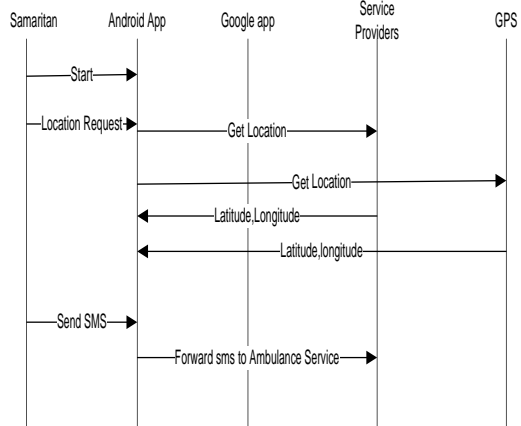 Samaritan
Android App
Google app
Service
Providers
GPS
Start
Location Request
Get Location
Get Location
Latitude,Longitude
Latitude,longitude
Send SMS
Forward sms to Ambulance Service